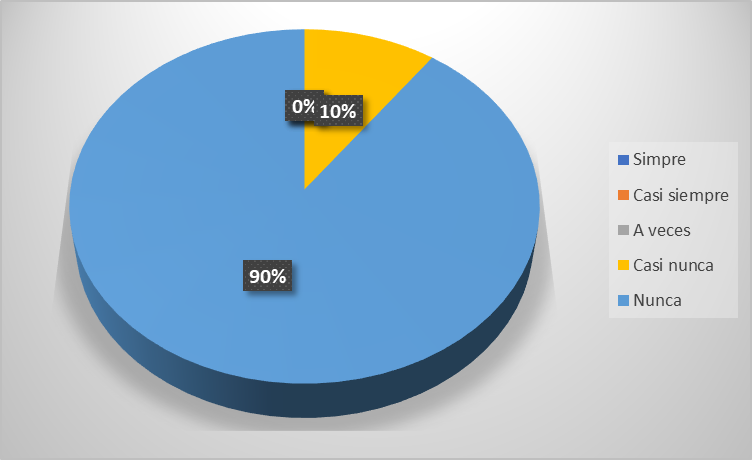 0%
10%
90%
Simpre
Casi siempre
A veces
Casi nunca
Nunca